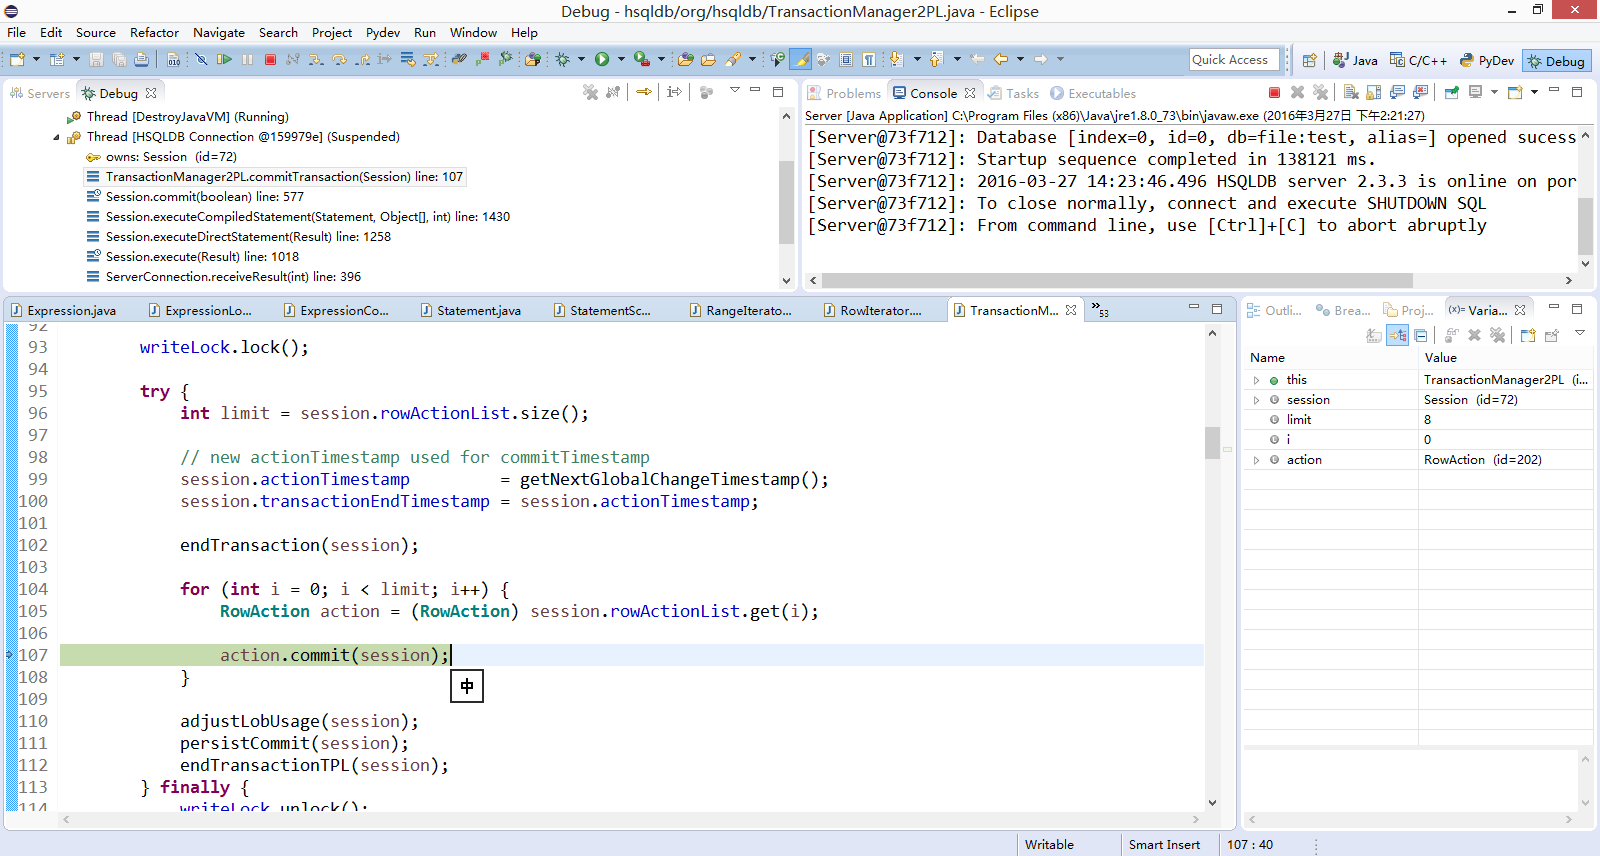 Debug - hsqldb/org/hsqldb/TransactionManager2PL.java - Eclipse
File Edit Source Refactor Navigate Search Project Pydev Run Window Help
Quick Access
Java C/C++ PyDev Debug
Servers Debug
Thread [DestroyJavaVM] (Running)
Thread [HSQLDB Connection @159979e] (Suspended)
owns: Session (id=72)
TransactionManager2PL.commitTransaction(Session) line: 107
Session.commit(boolean) line: 577
Session.executeCompiledStatement(Statement, Object[], int) line: 1430
Session.executeDirectStatement(Result) line: 1258
Session.execute(Result) line: 1018
ServerConnection.receiveResult(int) line: 396
Problems Console Tasks Executables
Server [Java Application] C:\Program Files (x86)\Java\jre1.8.0_73\bin\javaw.exe (2016年3月27日 下午2:21:27)
[Server@73f712]: Database [index=0, id=0, db=file:test, alias=] opened sucess
[Server@73f712]: Startup sequence completed in 138121 ms.
[Server@73f712]: 2016-03-27 14:23:46.496 HSQLDB server 2.3.3 is online on por
[Server@73f712]: To close normally, connect and execute SHUTDOWN SQL
[Server@73f712]: From command line, use [Ctrl]+[C] to abort abruptly
Expression.java ExpressionLo... ExpressionCo... Statement.java StatementSc... RangeIterato... RowIterator.... TransactionM... »53
92
93 writeLock.lock();
94
95 try {
96 int limit = session.rowActionList.size();
97
98 // new actionTimestamp used for commitTimestamp
99 session.actionTimestamp = getNextGlobalChangeTimestamp();
100 session.transactionEndTimestamp = session.actionTimestamp;
101
102 endTransaction(session);
103
104 for (int i = 0; i < limit; i++) {
105 RowAction action = (RowAction) session.rowActionList.get(i);
106
107 action.commit(session);
108 }
中
109
110 adjustLobUsage(session);
111 persistCommit(session);
112 endTransactionTPL(session);
113 } finally {
114 writeLock.unlock();
Outli... Brea... Proj... (x)= Varia...
Name Value
this TransactionManager2PL (i...
session Session (id=72)
limit 8
i 0
action RowAction (id=202)
Writable Smart Insert 107 : 40